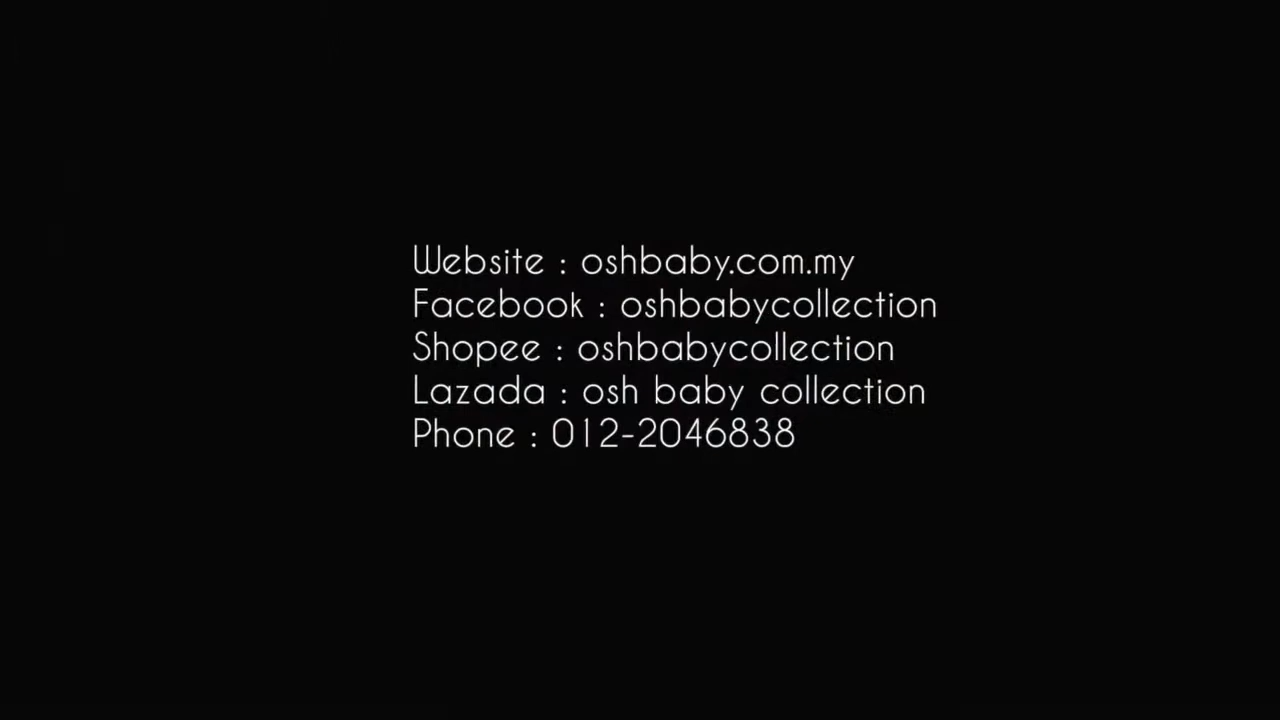 Website : oshbaby.com.my
Facebook : oshbabycollection
Shopee : oshbabycollection
Lazada : osh baby collection
Phone : 012-2046838